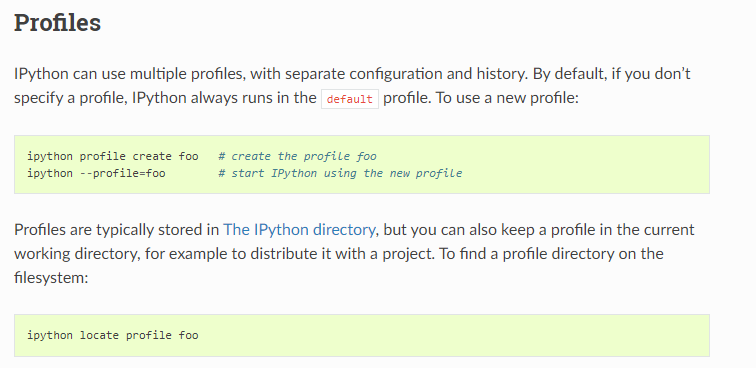 Profiles
IPython can use multiple profiles, with separate configuration and history. By default, if you don’t
specify a profile, IPython always runs in the default profile. To use a new profile:
ipython profile create foo   # create the profile foo
ipython --profile=foo        # start IPython using the new profile
Profiles are typically stored in The IPython directory, but you can also keep a profile in the current
working directory, for example to distribute it with a project. To find a profile directory on the
filesystem:
ipython locate profile foo